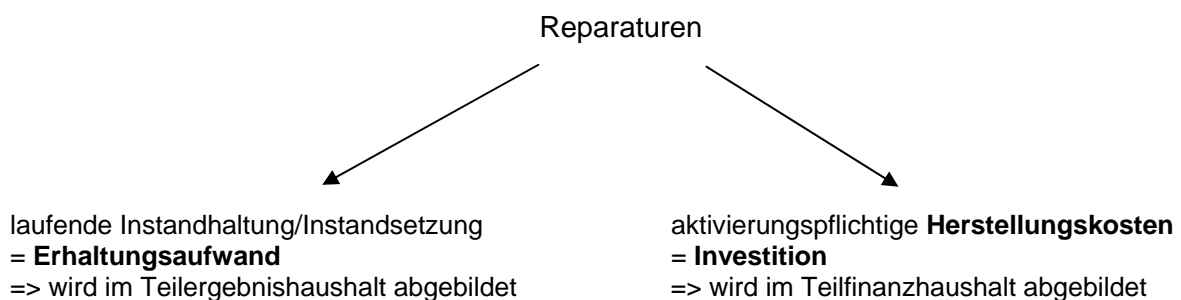 Reparaturen
laufende Instandhaltung/Instandsetzung
= Erhaltungsaufwand
=> wird im Teilergebnishaushalt abgebildet
aktivierungspflichtige Herstellungskosten
= Investition
=> wird im Teilfinanzhaushalt abgebildet